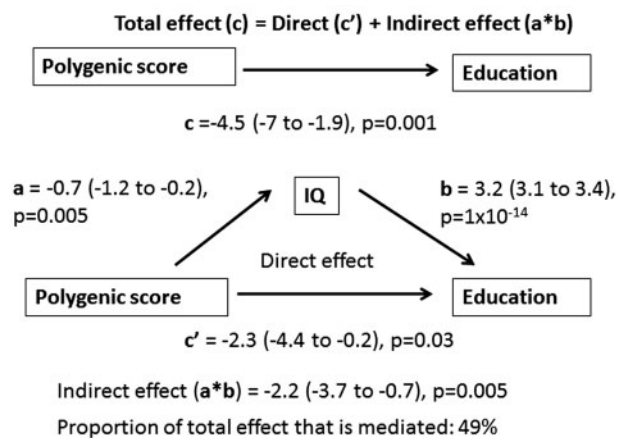 Total effect (c) = Direct (c’) + Indirect effect (a*b)
Polygenic score
Education
c =-4.5 (-7 to -1.9), p=0.001
a = -0.7 (-1.2 to -0.2),
p=0.005
IQ
b = 3.2 (3.1 to 3.4),
p=1x10⁻¹⁴
Direct effect
Polygenic score
Education
c’ = -2.3 (-4.4 to -0.2), p=0.03
Indirect effect (a*b) = -2.2 (-3.7 to -0.7), p=0.005
Proportion of total effect that is mediated: 49%